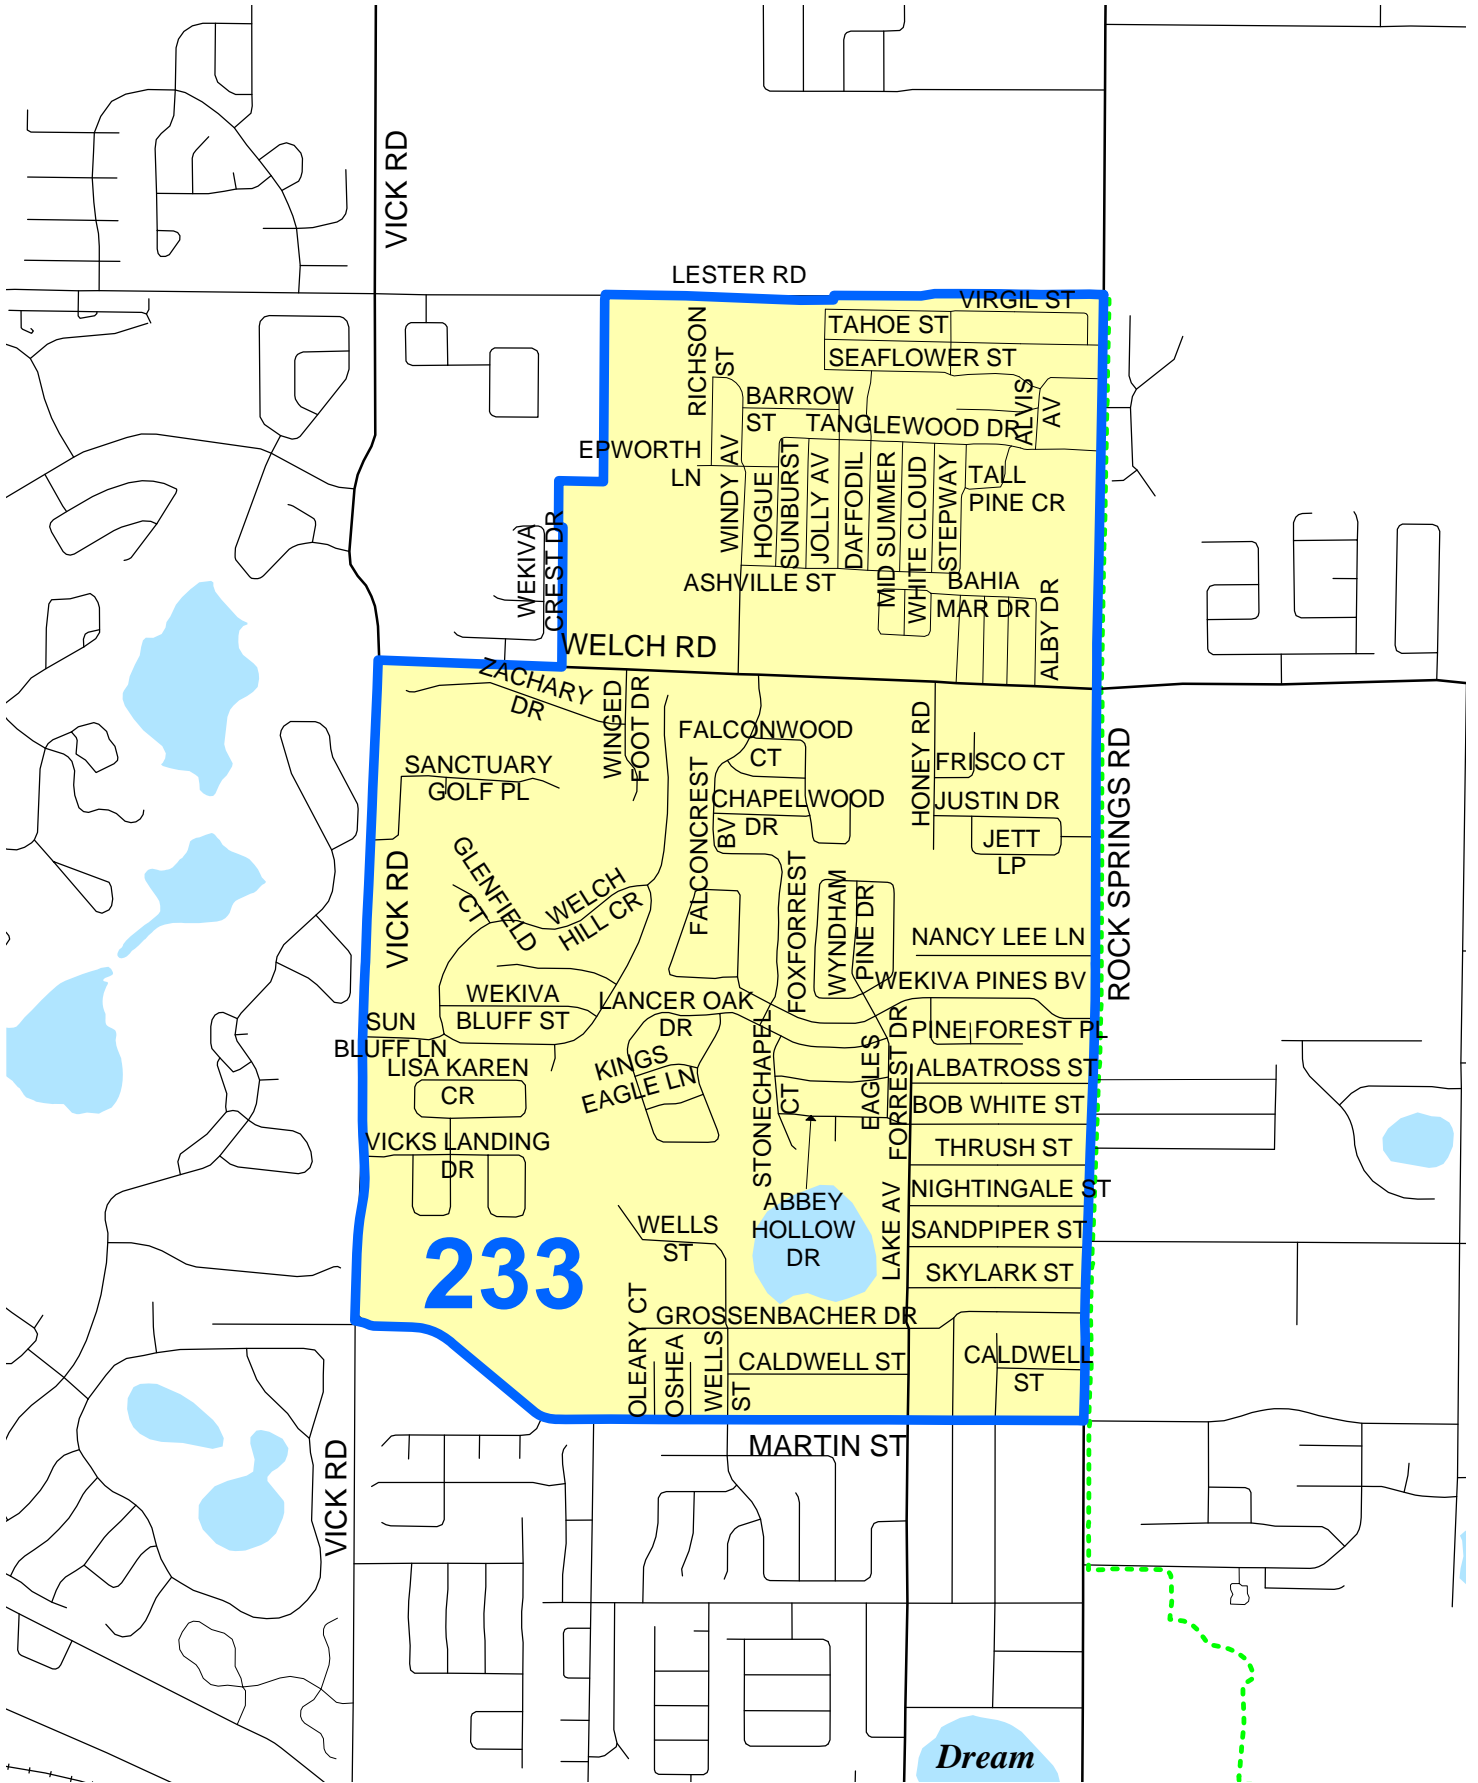 VICK RD
LESTER RD
VIRGIL ST
TAHOE ST
SEAFLOWER ST
RICHSON
ST
BARROW
ST
ALVIS
AV
TANGLEWOOD DR
EPWORTH
LN
WINDY AV
HOGUE
SUNBURST
JOLLY AV
DAFFODIL
MID SUMMER
WHITE CLOUD
STEPWAY
TALL
PINE CR
WEKIVA
CREST DR
ASHVILLE ST
BAHIA
MAR DR
ALBY DR
WELCH RD
ZACHARY
DR
WINGED
FOOT DR
FALCONWOOD
CT
HONEY RD
FRISCO CT
SANCTUARY
GOLF PL
FALCONCREST
BV
CHAPELWOOD
DR
JUSTIN DR
JETT
LP
ROCK SPRINGS RD
VICK RD
GLENFIELD
CT
WELCH
HILL CR
FOXFORREST
WYNDHAM
PINE DR
NANCY LEE LN
WEKIVA PINES BV
WEKIVA
BLUFF ST
LANCER OAK
DR
SUN
BLUFF LN
PINE FOREST PL
LISA KAREN
CR
KINGS
EAGLE LN
STONECHAPEL
CT
EAGLES
FORREST DR
ALBATROSS ST
BOB WHITE ST
VICKS LANDING
DR
THRUSH ST
NIGHTINGALE ST
ABBEY
HOLLOW
DR
LAKE AV
SANDPIPER ST
WELLS
ST
SKYLARK ST
233
OLEARY CT
GROSSENBACHER DR
OSHEA
WELLS
ST
CALDWELL ST
CALDWELL
ST
MARTIN ST
VICK RD
Dream